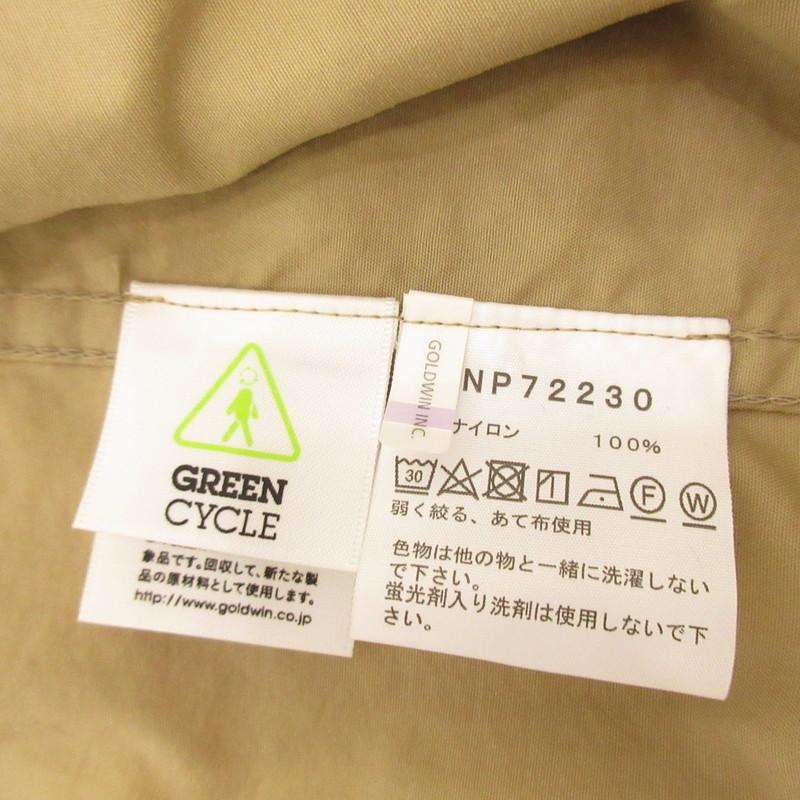 GREEN
CYCLE
象品です。回収して、新たな製
品の原材料として使用します。
http://www.goldwin.co.jp
GOLDWIN INC.
NP72230
ナイロン 100%
30
F
W
弱く絞る、あて布使用
色物は他の物と一緒に洗濯しない
で下さい。
蛍光剤入り洗剤は使用しないで下
さい。